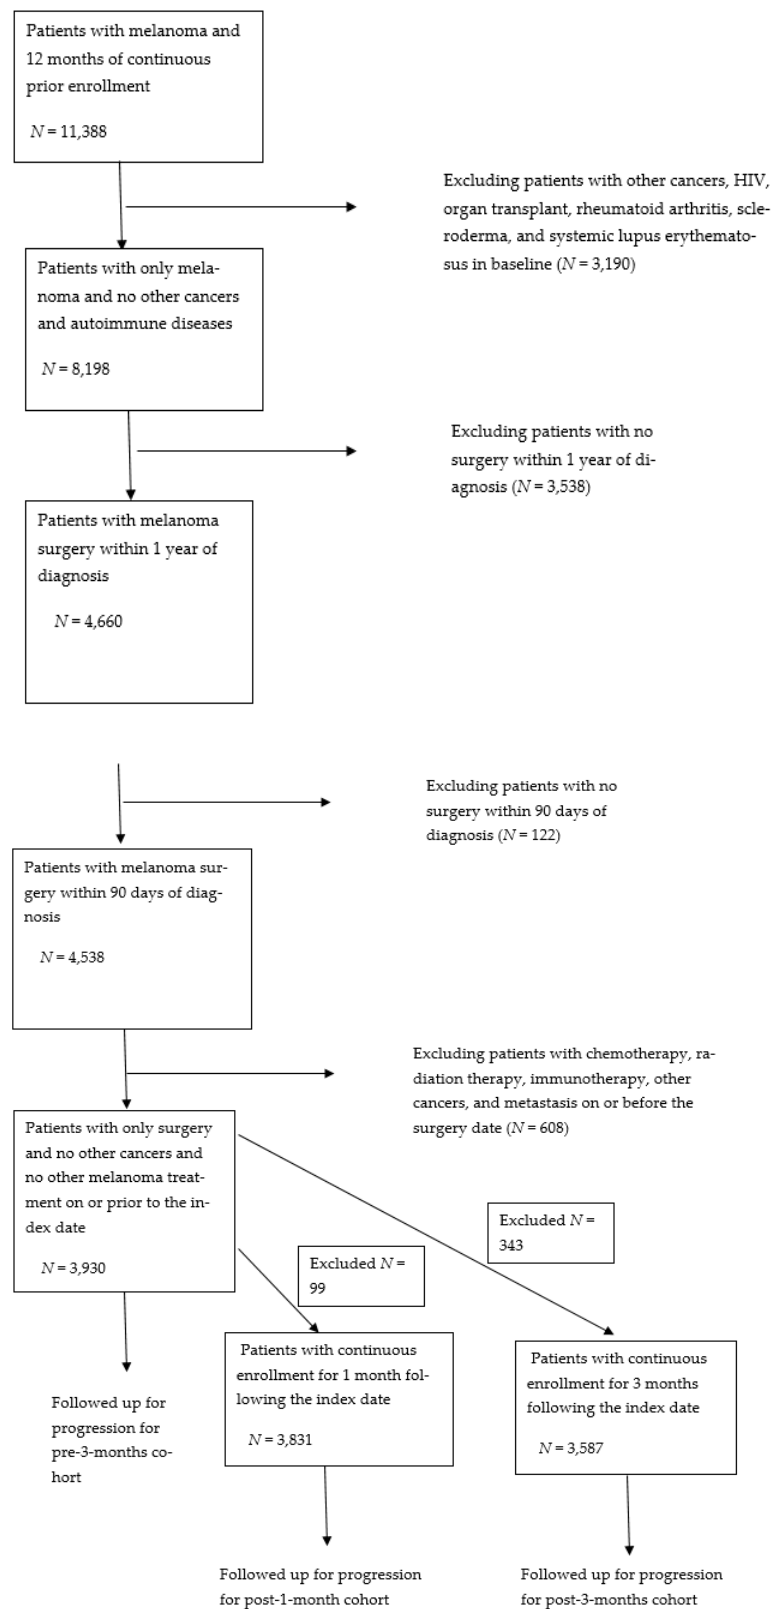 Patients with melanoma and
12 months of continuous
prior enrollment
N = 11,388
Excluding patients with other cancers, HIV,
organ transplant, rheumatoid arthritis, scle-
roderma, and systemic lupus erythemato-
sus in baseline (N = 3,190)
Patients with only mela-
noma and no other cancers
and autoimmune diseases
N = 8,198
Excluding patients with no
surgery within 1 year of di-
agnosis (N = 3,538)
Patients with melanoma
surgery within 1 year of
diagnosis
N = 4,660
Excluding patients with no
surgery within 90 days of
diagnosis (N = 122)
Patients with melanoma sur-
gery within 90 days of diag-
nosis
N = 4,538
Excluding patients with chemotherapy, ra-
diation therapy, immunotherapy, other
cancers, and metastasis on or before the
surgery date (N = 608)
Patients with only surgery
and no other cancers and
no other melanoma treat-
ment on or prior to the in-
dex date
N = 3,930
Excluded N =
343
Excluded N =
99
Patients with continuous
enrollment for 1 month fol-
lowing the index date
N = 3,831
Patients with continuous
enrollment for 3 months
following the index date
N = 3,587
Followed up for
progression for
pre-3-months co-
hort
Followed up for progression
for post-1-month cohort
Followed up for progression
for post-3-months cohort